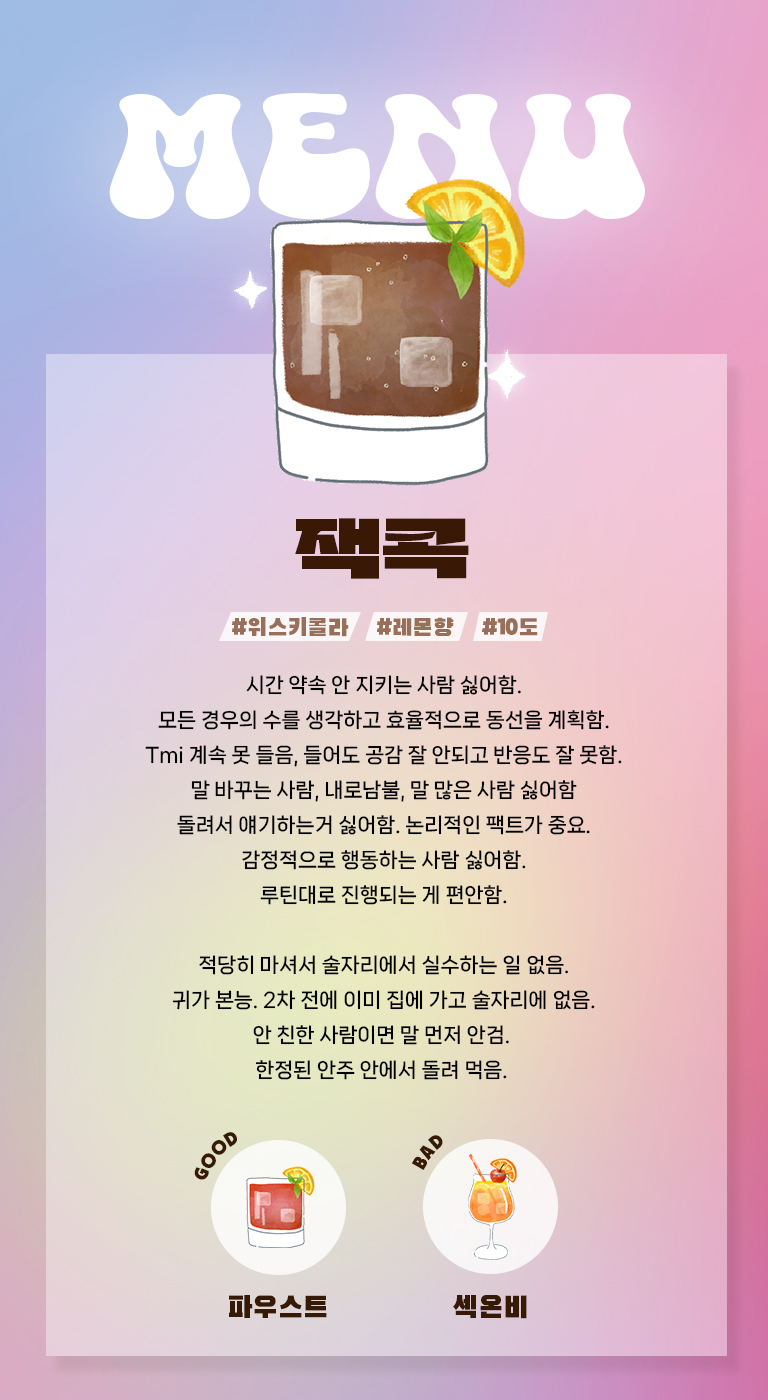 MENU
잭콕
#위스키콜라 #레몬향 #10도
시간 약속 안 지키는 사람 싫어함.
모든 경우의 수를 생각하고 효율적으로 동선을 계획함.
Tmi 계속 못 들음, 들어도 공감 잘 안되고 반응도 잘 못함.
말 바꾸는 사람, 내로남불, 말 많은 사람 싫어함
돌려서 얘기하는거 싫어함. 논리적인 팩트가 중요.
감정적으로 행동하는 사람 싫어함.
루틴대로 진행되는 게 편안함.
적당히 마셔서 술자리에서 실수하는 일 없음.
귀가 본능. 2차 전에 이미 집에 가고 술자리에 없음.
안 친한 사람이면 말 먼저 안검.
한정된 안주 안에서 돌려 먹음.
GOOD BAD
파우스트 섹온비